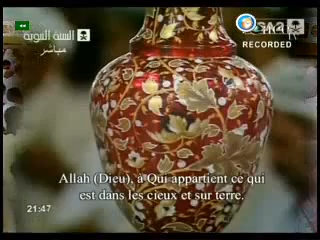 السنة النبوية
مباشر
RECORDED
Allah (Dieu), à Qui appartient ce qui
est dans les cieux et sur terre.
21:47